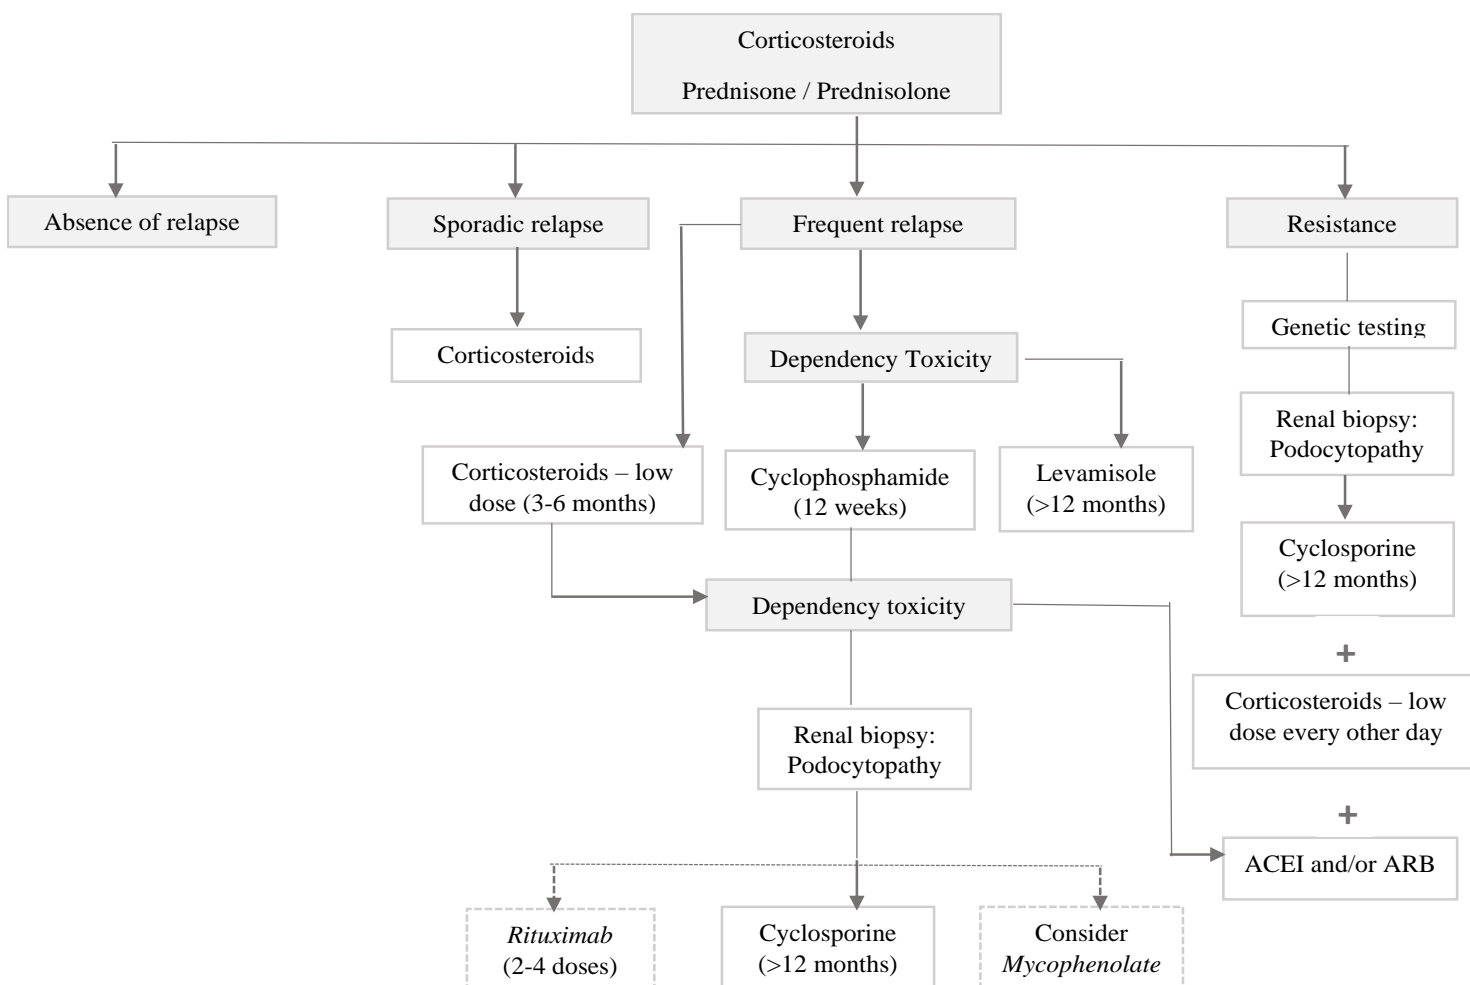 Corticosteroids
Prednisone / Prednisolone
Absence of relapse
Sporadic relapse
Frequent relapse
Resistance
Genetic testing
Corticosteroids
Dependency Toxicity
Renal biopsy:
Podocytopathy
Corticosteroids – low
dose (3-6 months)
Cyclophosphamide
(12 weeks)
Levamisole
(>12 months)
Cyclosporine
(>12 months)
Dependency toxicity
+
Corticosteroids – low
dose every other day
Renal biopsy:
Podocytopathy
+
ACEI and/or ARB
Rituximab
(2-4 doses)
Cyclosporine
(>12 months)
Consider
Mycophenolate